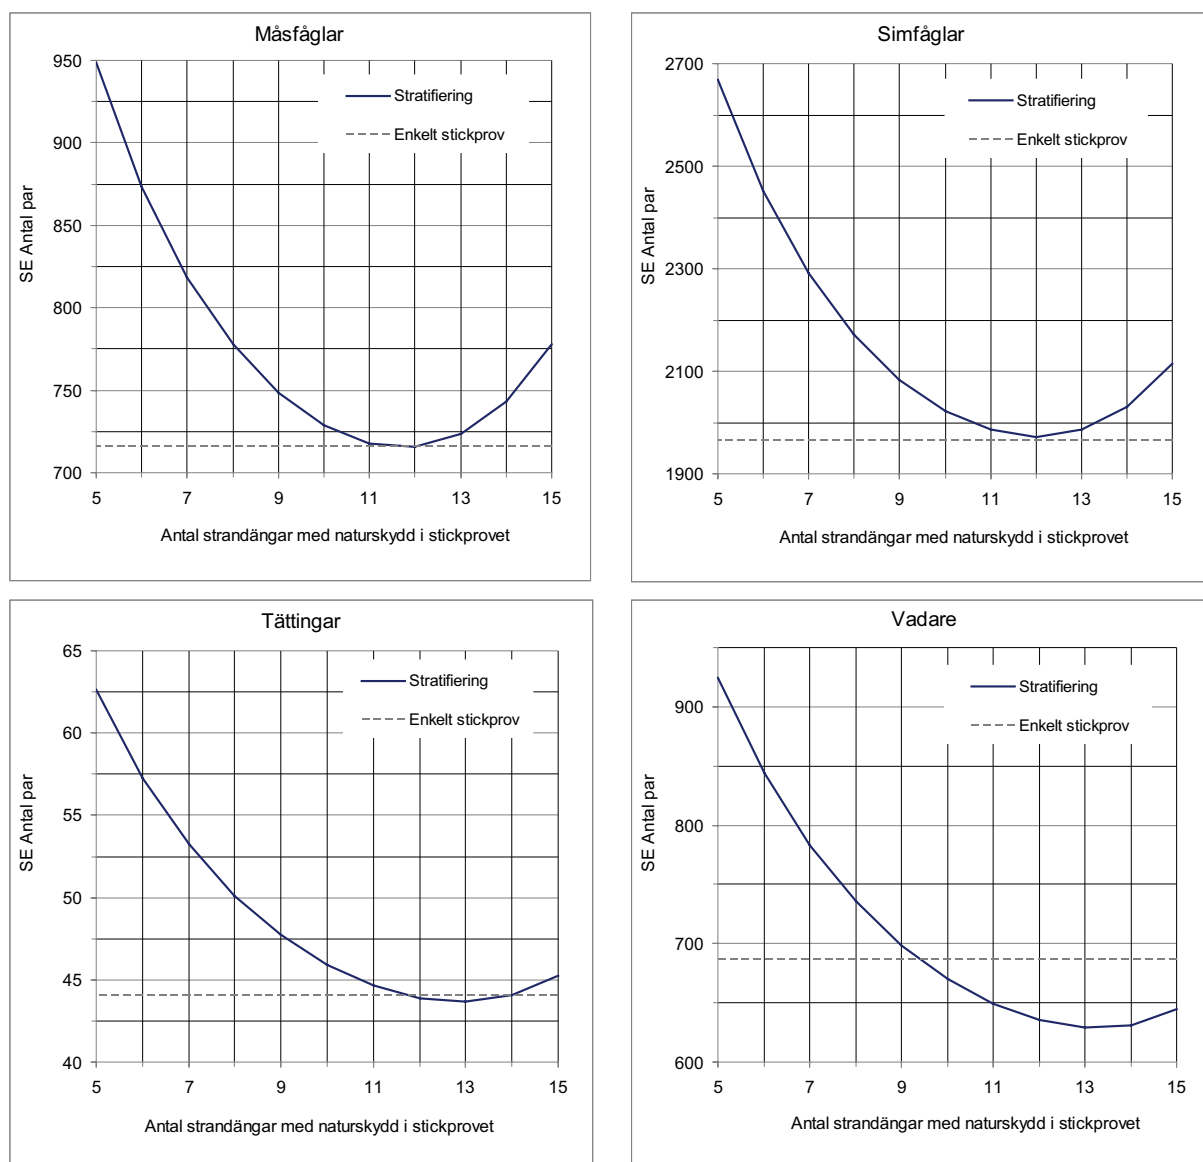 Måsfåglar
950
900
850
800
750
700
SE Antal par
Stratifiering
Enkelt stickprov
5 7 9 11 13 15
Antal strandängar med naturskydd i stickprovet
Simfåglar
2700
2500
2300
2100
1900
SE Antal par
Stratifiering
Enkelt stickprov
5 7 9 11 13 15
Antal strandängar med naturskydd i stickprovet
Tättingar
65
60
55
50
45
40
SE Antal par
Stratifiering
Enkelt stickprov
5 7 9 11 13 15
Antal strandängar med naturskydd i stickprovet
Vadare
900
800
700
600
SE Antal par
Stratifiering
Enkelt stickprov
5 7 9 11 13 15
Antal strandängar med naturskydd i stickprovet